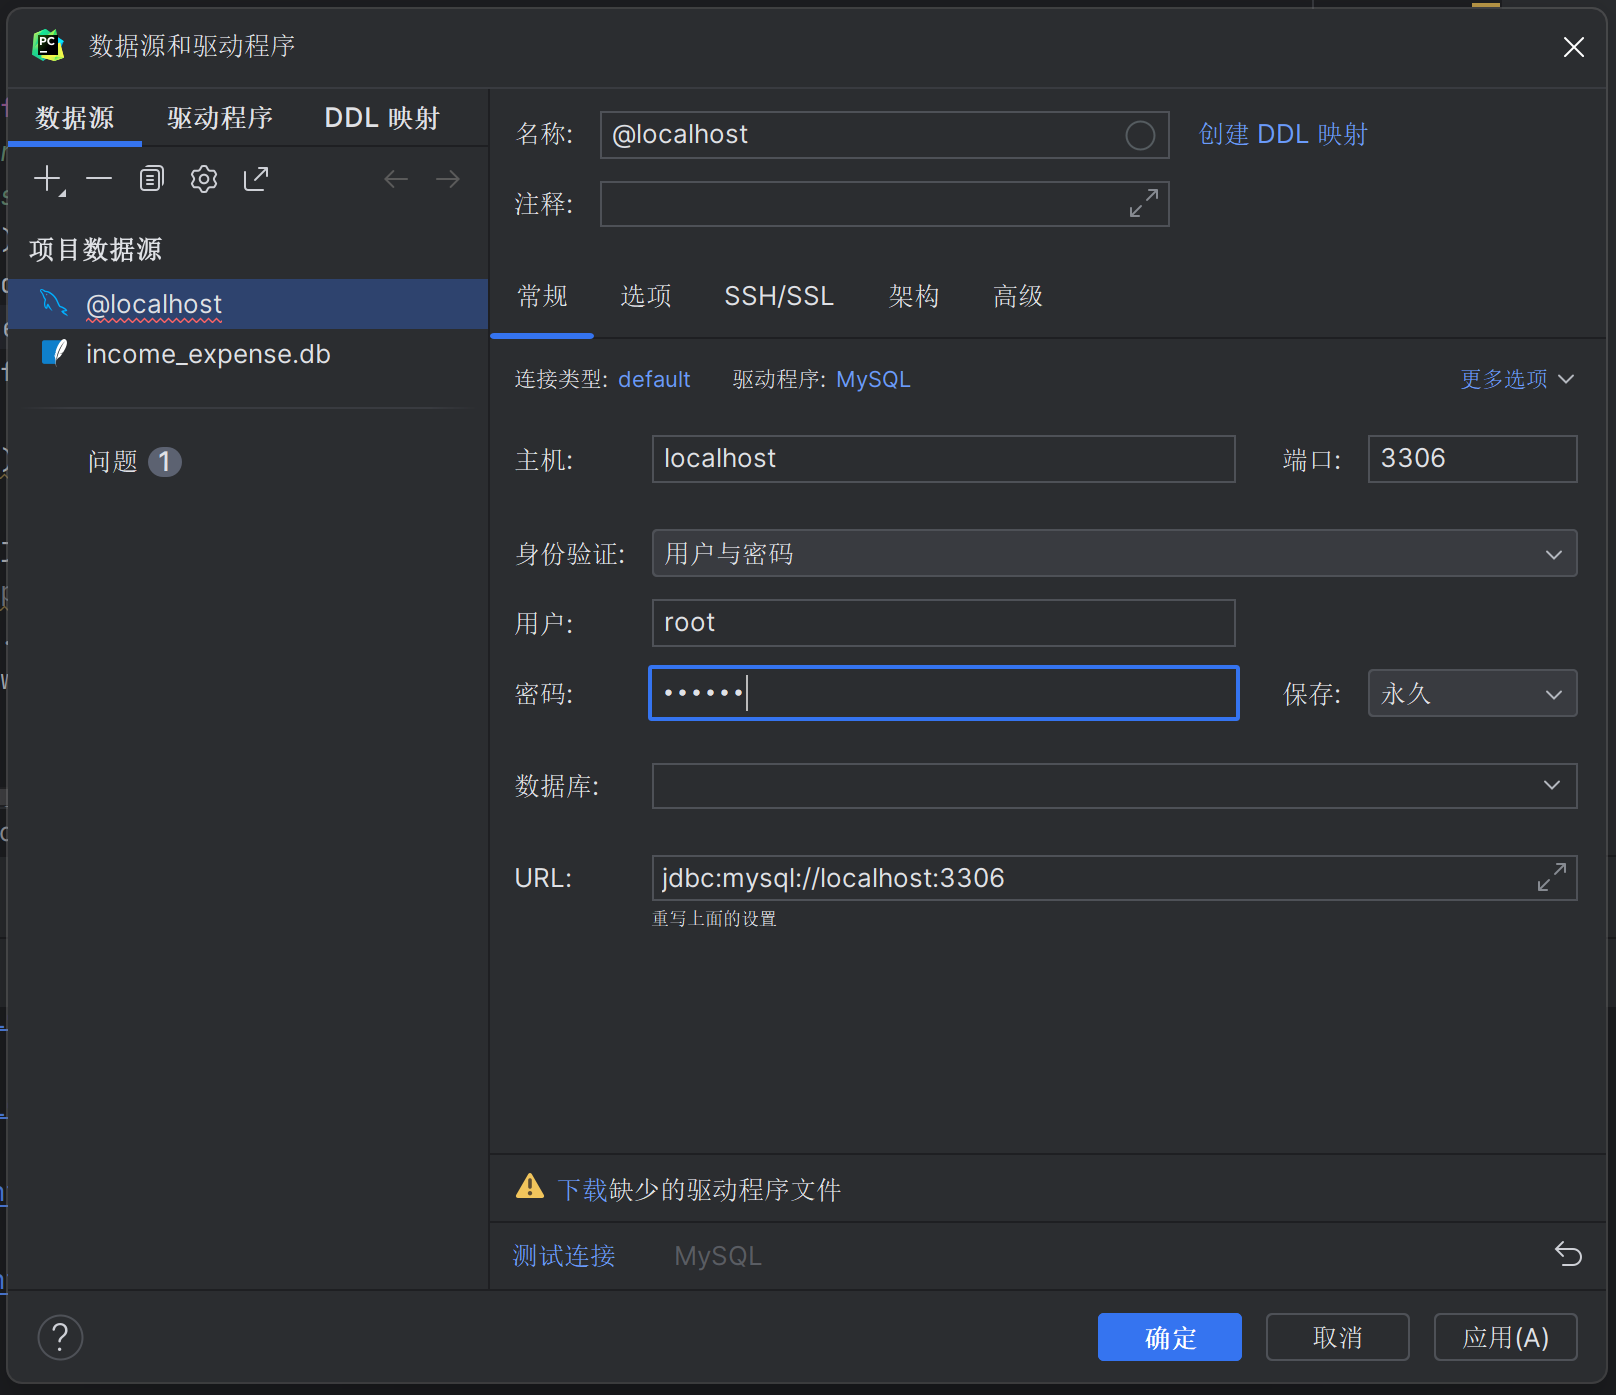 PC 数据源和驱动程序
数据源 驱动程序 DDL 映射
项目数据源
@localhost
income_expense.db
问题 1
名称: @localhost 创建 DDL 映射
注释:
常规 选项 SSH/SSL 架构 高级
连接类型: default 驱动程序: MySQL 更多选项
主机: localhost 端口: 3306
身份验证: 用户与密码
用户: root
密码: •••••• 保存: 永久
数据库:
URL: jdbc:mysql://localhost:3306
重写上面的设置
下载缺少的驱动程序文件
测试连接 MySQL
? 确定 取消 应用(A)